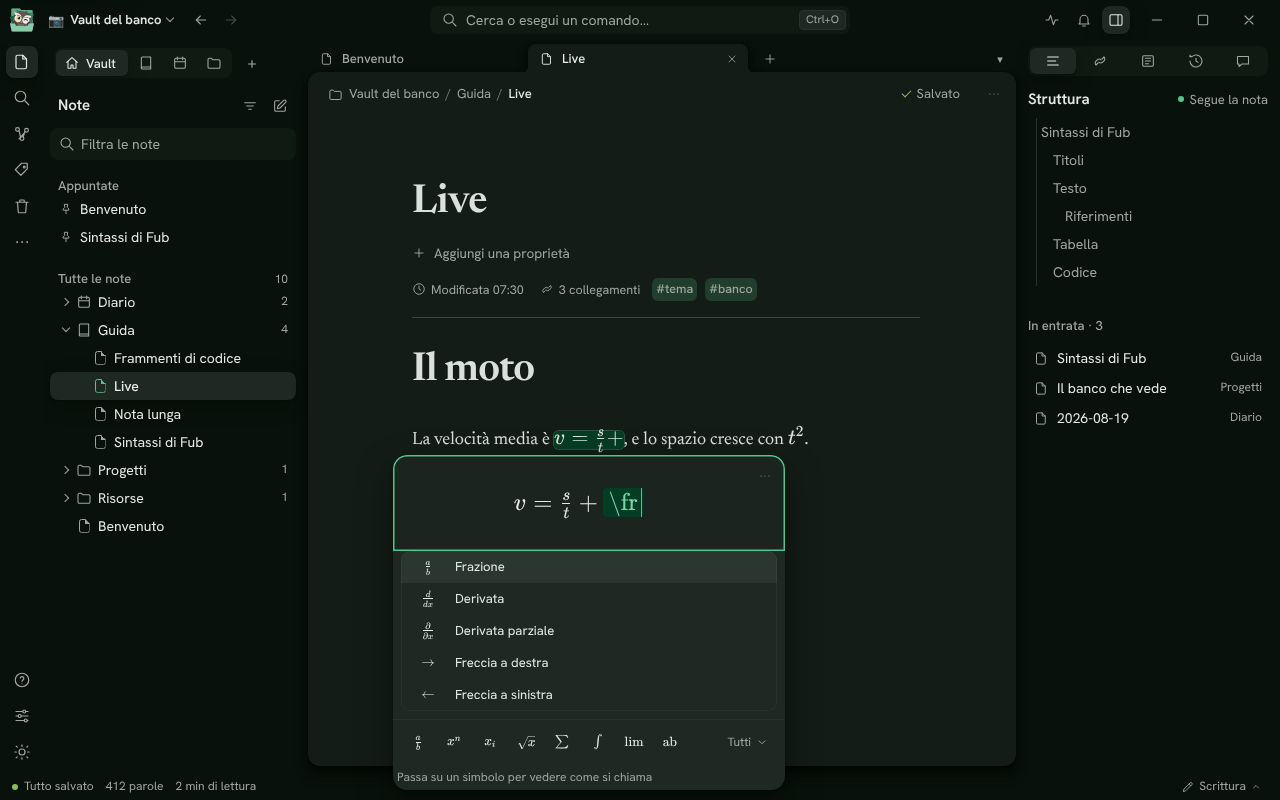 Vault del banco
Cerca o esegui un comando…
Ctrl+O
Vault
Benvenuto
Live
Note
Filtra le note
Appuntate
Benvenuto
Sintassi di Fub
Tutte le note 10
Diario 2
Guida 4
Frammenti di codice
Live
Nota lunga
Sintassi di Fub
Progetti 1
Risorse 1
Benvenuto
Vault del banco / Guida / Live
Salvato
Live
Aggiungi una proprietà
Modificata 07:30 3 collegamenti #tema #banco
Il moto
La velocità media è v = s/t +, e lo spazio cresce con t².
v = s/t + \fr
a/b Frazione
d/dx Derivata
∂/∂x Derivata parziale
→ Freccia a destra
← Freccia a sinistra
a/b xⁿ xᵢ √x ∑ ∫ lim ab Tutti
Passa su un simbolo per vedere come si chiama
Struttura
Segue la nota
Sintassi di Fub
Titoli
Testo
Riferimenti
Tabella
Codice
In entrata · 3
Sintassi di Fub Guida
Il banco che vede Progetti
2026-08-19 Diario
Tutto salvato 412 parole 2 min di lettura
Scrittura